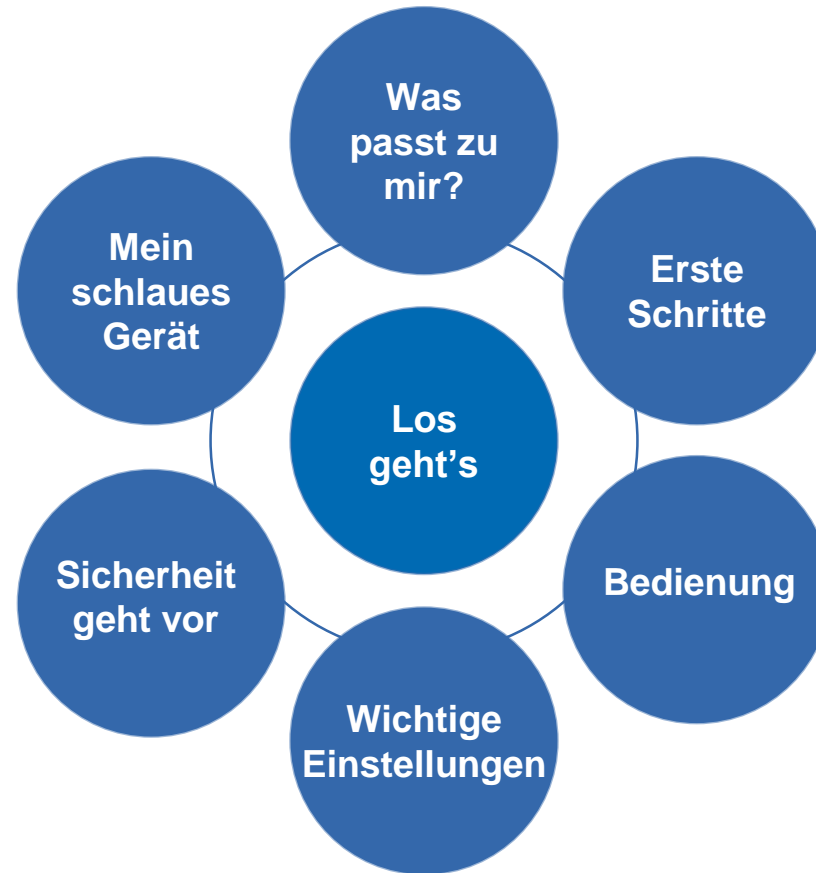 Was
passt zu
mir?
Erste
Schritte
Bedienung
Wichtige
Einstellungen
Sicherheit
geht vor
Mein
schlaues
Gerät
Los
geht’s